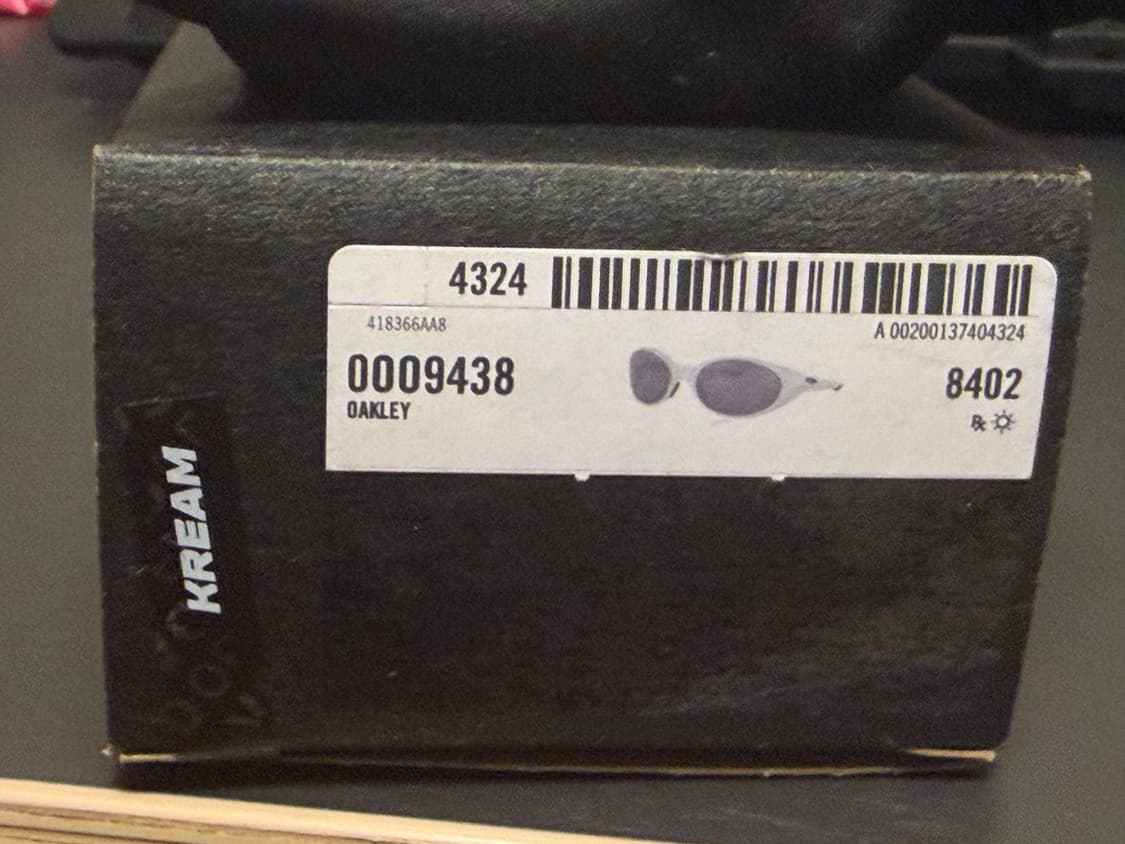 4324
418366AA8
A 00200137404324
0009438
8402
OAKLEY
℞
KREAM